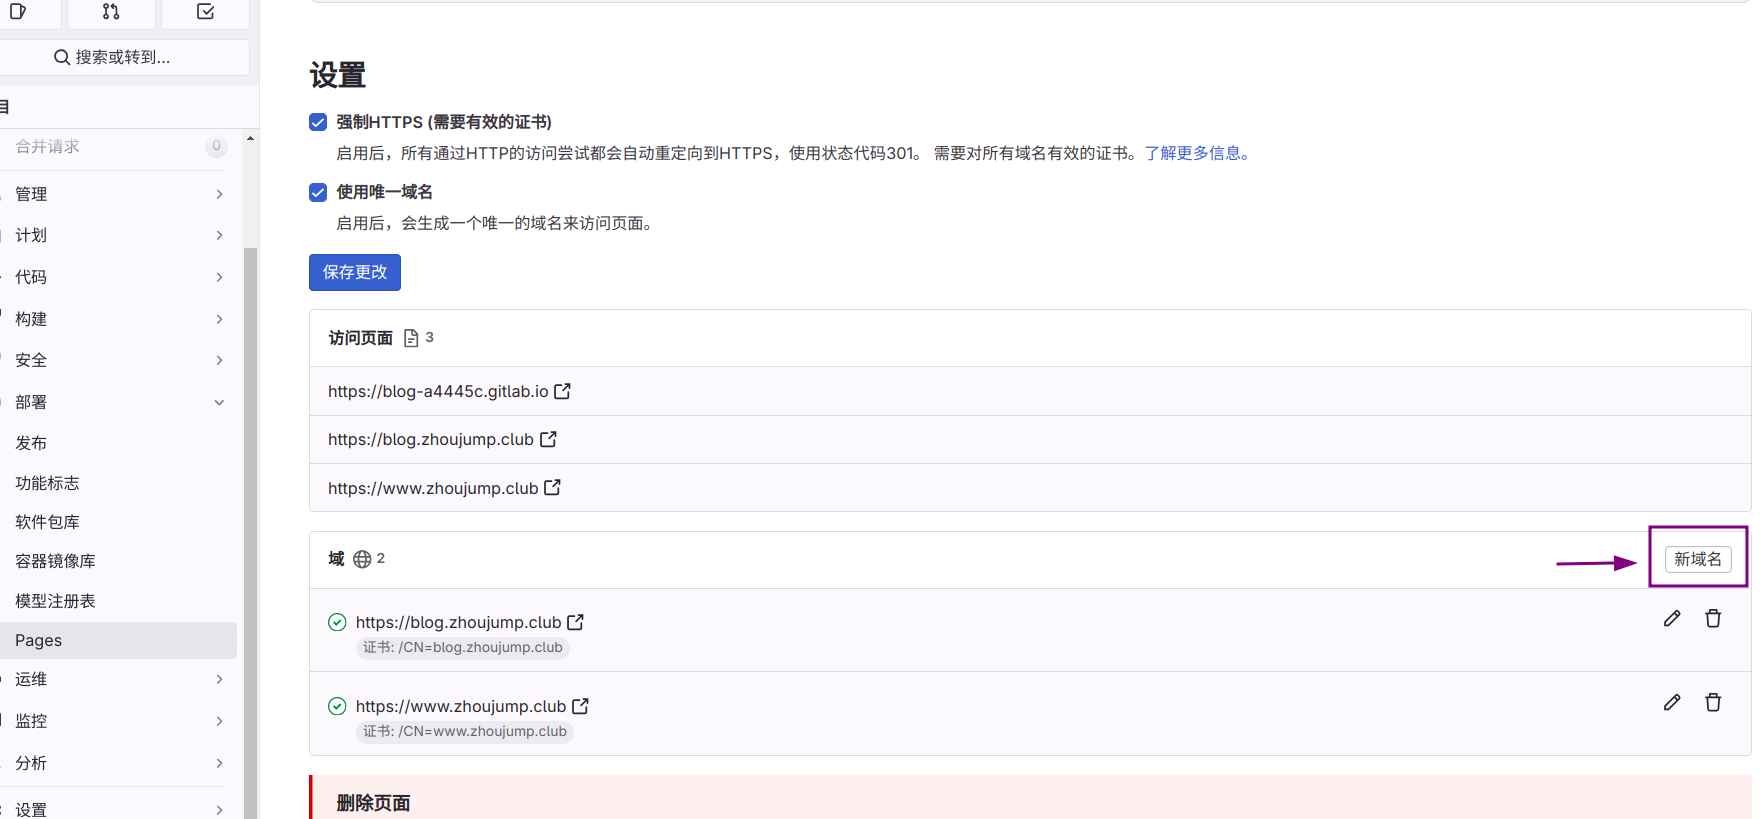 搜索或转到...
目
合并请求 0
管理
计划
代码
构建
安全
部署
发布
功能标志
软件包库
容器镜像库
模型注册表
Pages
运维
监控
分析
设置
设置
强制HTTPS (需要有效的证书)
启用后，所有通过HTTP的访问尝试都会自动重定向到HTTPS，使用状态代码301。 需要对所有域名有效的证书。了解更多信息。
使用唯一域名
启用后，会生成一个唯一的域名来访问页面。
保存更改
访问页面 3
https://blog-a4445c.gitlab.io
https://blog.zhoujump.club
https://www.zhoujump.club
域 2
新域名
https://blog.zhoujump.club
证书: /CN=blog.zhoujump.club
https://www.zhoujump.club
证书: /CN=www.zhoujump.club
删除页面